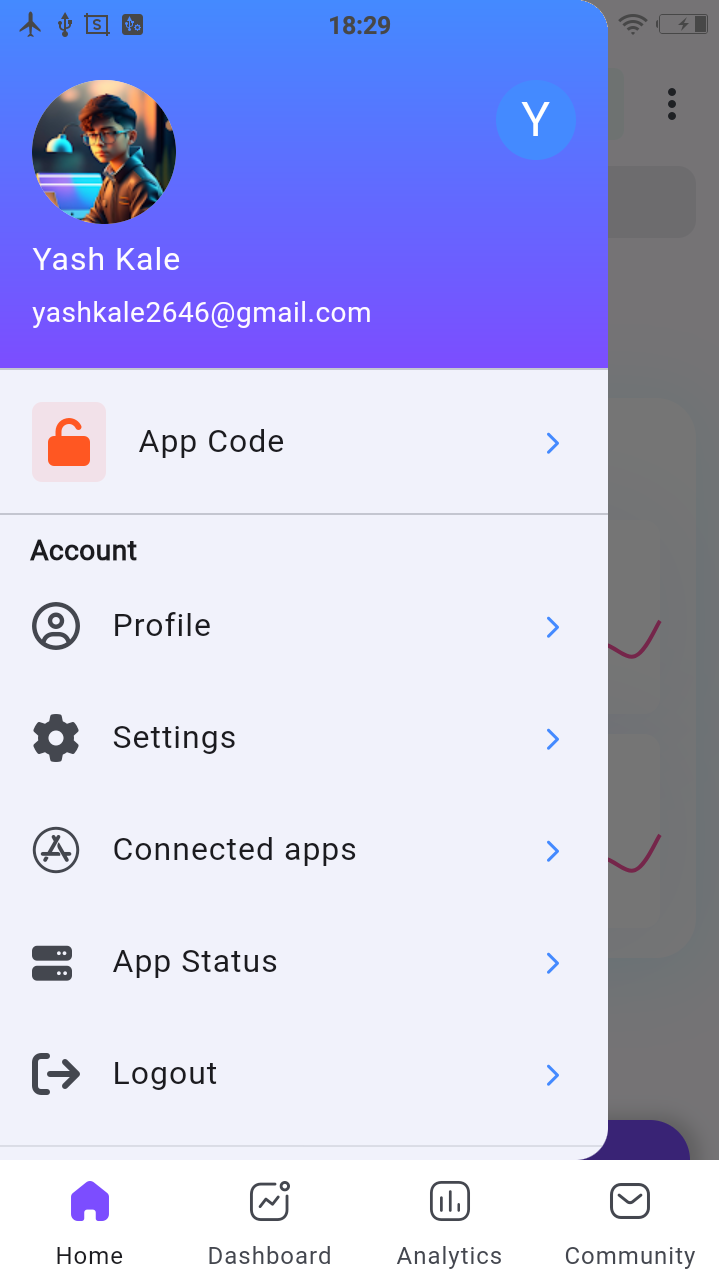 18:29
Y
Yash Kale
yashkale2646@gmail.com
App Code
Account
Profile
Settings
Connected apps
App Status
Logout
Home Dashboard Analytics Community